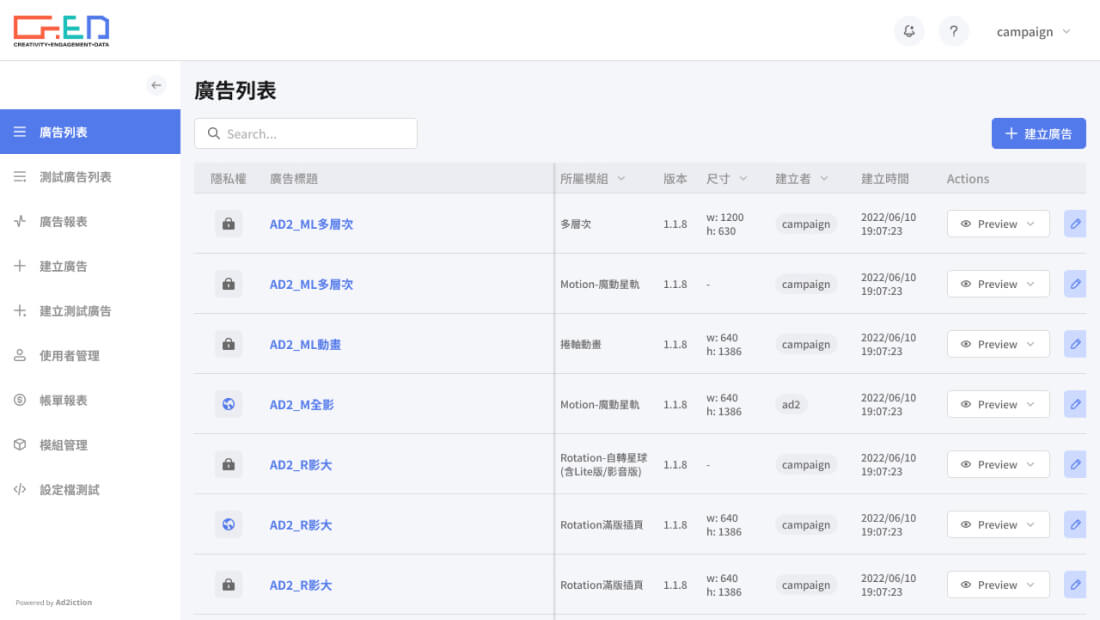 CREATIVITY•ENGAGEMENT•DATA
?
campaign
廣告列表
測試廣告列表
廣告報表
建立廣告
建立測試廣告
使用者管理
帳單報表
模組管理
設定檔測試
Powered by Ad2iction
廣告列表
Search...
建立廣告
隱私權 廣告標題 所屬模組 版本 尺寸 建立者 建立時間 Actions
AD2_ML多層次 多層次 1.1.8 w: 1200 h: 630 campaign 2022/06/10 19:07:23 Preview
AD2_ML多層次 Motion-魔動星軌 1.1.8 - campaign 2022/06/10 19:07:23 Preview
AD2_ML動畫 捲軸動畫 1.1.8 w: 640 h: 1386 campaign 2022/06/10 19:07:23 Preview
AD2_M全影 Motion-魔動星軌 1.1.8 w: 640 h: 1386 ad2 2022/06/10 19:07:23 Preview
AD2_R影大 Rotation-自轉星球 (含Lite版/影音版) 1.1.8 - campaign 2022/06/10 19:07:23 Preview
AD2_R影大 Rotation滿版插頁 1.1.8 w: 640 h: 1386 campaign 2022/06/10 19:07:23 Preview
AD2_R影大 Rotation滿版插頁 1.1.8 w: 640 h: 1386 campaign 2022/06/10 19:07:23 Preview